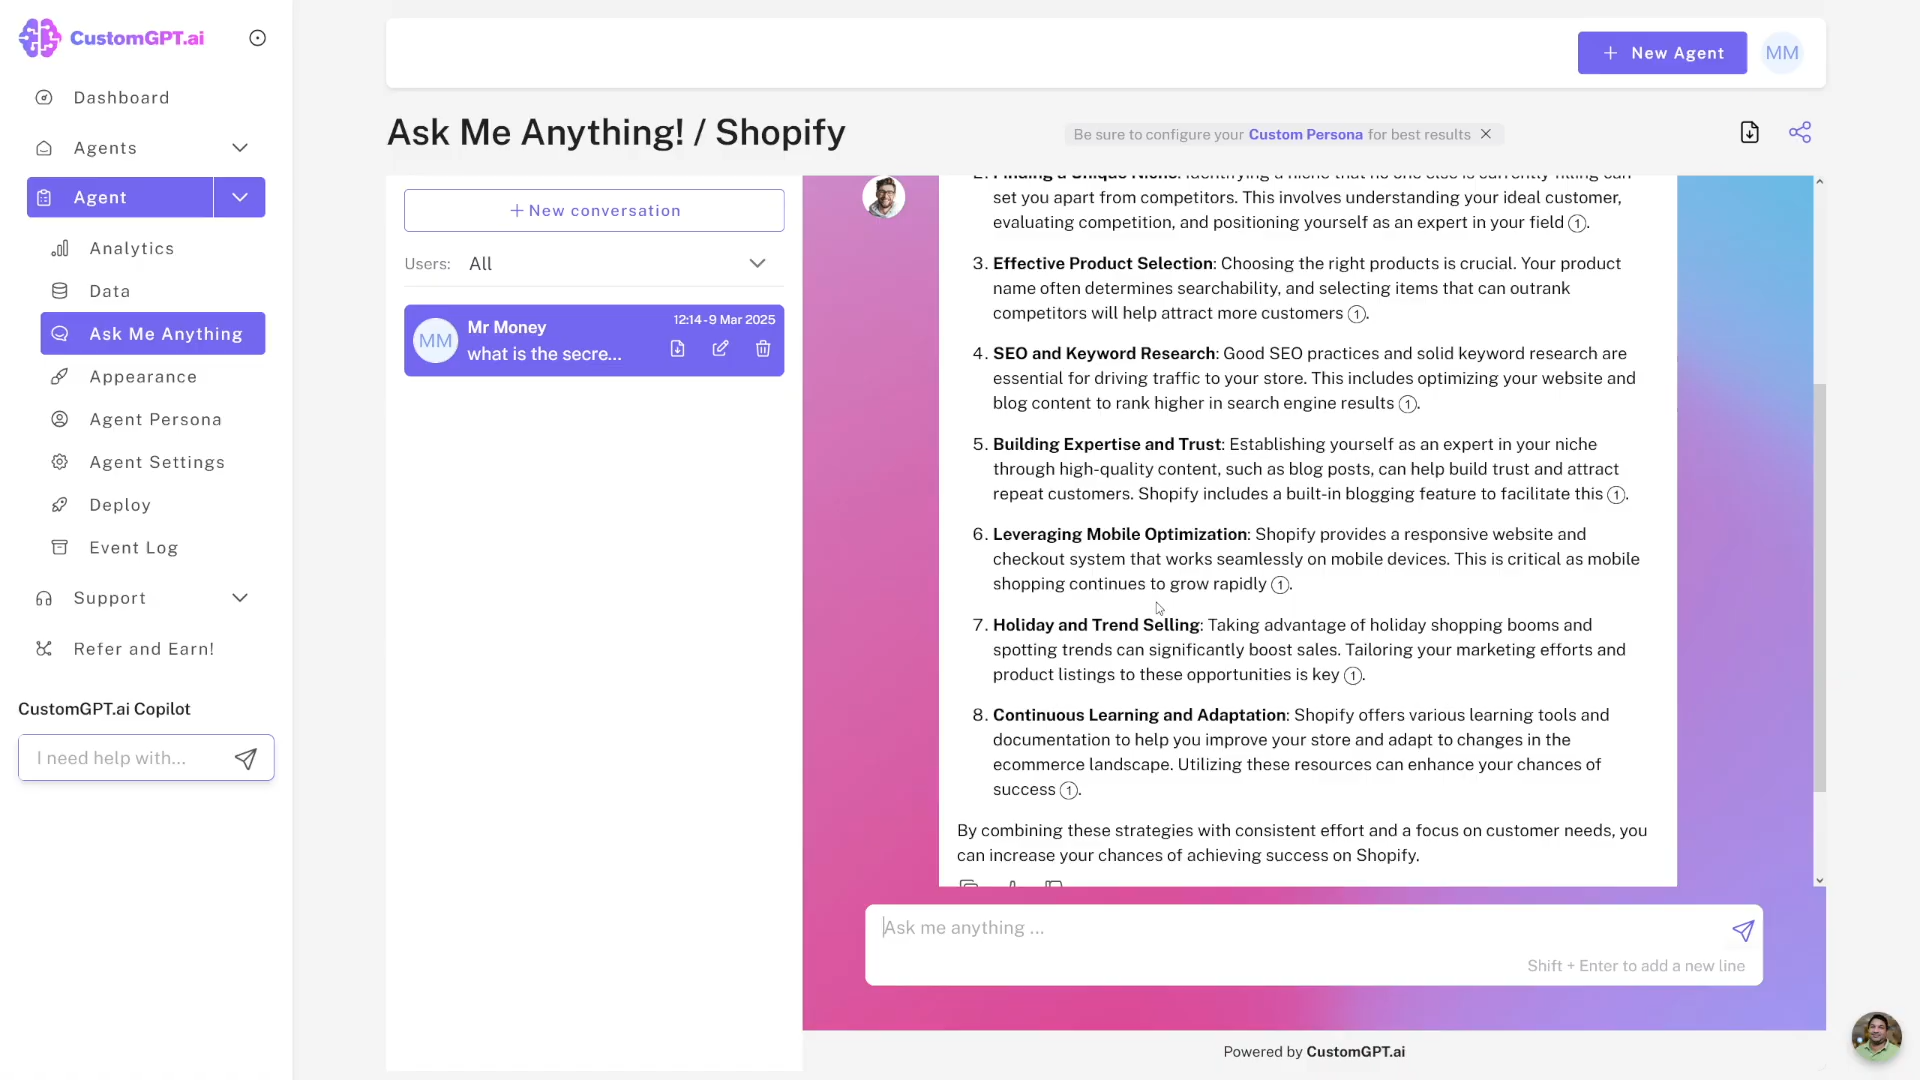 CustomGPT.ai
Dashboard
Agents
Agent
Analytics
Data
Ask Me Anything
Appearance
Agent Persona
Agent Settings
Deploy
Event Log
Support
Refer and Earn!
CustomGPT.ai Copilot
I need help with...
New Agent
MM
Ask Me Anything! / Shopify
Be sure to configure your Custom Persona for best results
New conversation
Users: All
MM
Mr Money
12:14-9 Mar 2025
what is the secre...
2. Finding a Unique Niche: Identifying a niche that no one else is currently filling can
set you apart from competitors. This involves understanding your ideal customer,
evaluating competition, and positioning yourself as an expert in your field 1.
3. Effective Product Selection: Choosing the right products is crucial. Your product
name often determines searchability, and selecting items that can outrank
competitors will help attract more customers 1.
4. SEO and Keyword Research: Good SEO practices and solid keyword research are
essential for driving traffic to your store. This includes optimizing your website and
blog content to rank higher in search engine results 1.
5. Building Expertise and Trust: Establishing yourself as an expert in your niche
through high-quality content, such as blog posts, can help build trust and attract
repeat customers. Shopify includes a built-in blogging feature to facilitate this 1.
6. Leveraging Mobile Optimization: Shopify provides a responsive website and
checkout system that works seamlessly on mobile devices. This is critical as mobile
shopping continues to grow rapidly 1.
7. Holiday and Trend Selling: Taking advantage of holiday shopping booms and
spotting trends can significantly boost sales. Tailoring your marketing efforts and
product listings to these opportunities is key 1.
8. Continuous Learning and Adaptation: Shopify offers various learning tools and
documentation to help you improve your store and adapt to changes in the
ecommerce landscape. Utilizing these resources can enhance your chances of
success 1.
By combining these strategies with consistent effort and a focus on customer needs, you
can increase your chances of achieving success on Shopify.
Ask me anything ...
Shift + Enter to add a new line
Powered by CustomGPT.ai